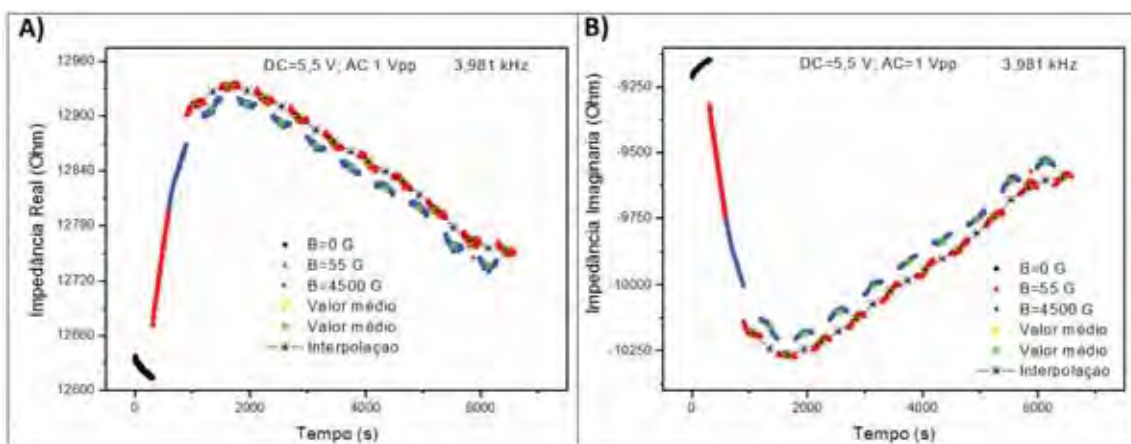 A)
DC=5,5 V; AC 1 Vpp 3,981 kHz
Impedância Real (Ohm)
12960
12900
12840
12780
12720
12660
12600
B=0 G
B=55 G
B=4500 G
Valor médio
Valor médio
Interpolaçao
0
2000
4000
6000
Tempo (s)
B)
DC=5,5 V; AC=1 Vpp 3,981 kHz
Impedância Imaginaria (Ohm)
-9250
-9500
-9750
-10000
-10250
B=0 G
B=55 G
B=4500 G
Valor médio
Valor médio
Interpolaçao
0
2000
4000
6000
Tempo (s)